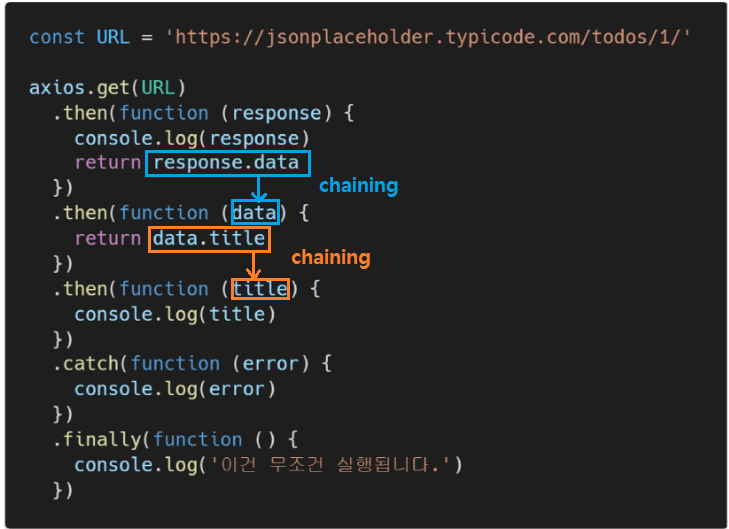 const URL = 'https://jsonplaceholder.typicode.com/todos/1/'
axios.get(URL)
.then(function (response) {
console.log(response)
return response.data
})
chaining
.then(function (data) {
return data.title
})
chaining
.then(function (title) {
console.log(title)
})
.catch(function (error) {
console.log(error)
})
.finally(function () {
console.log('이건 무조건 실행됩니다.')
})